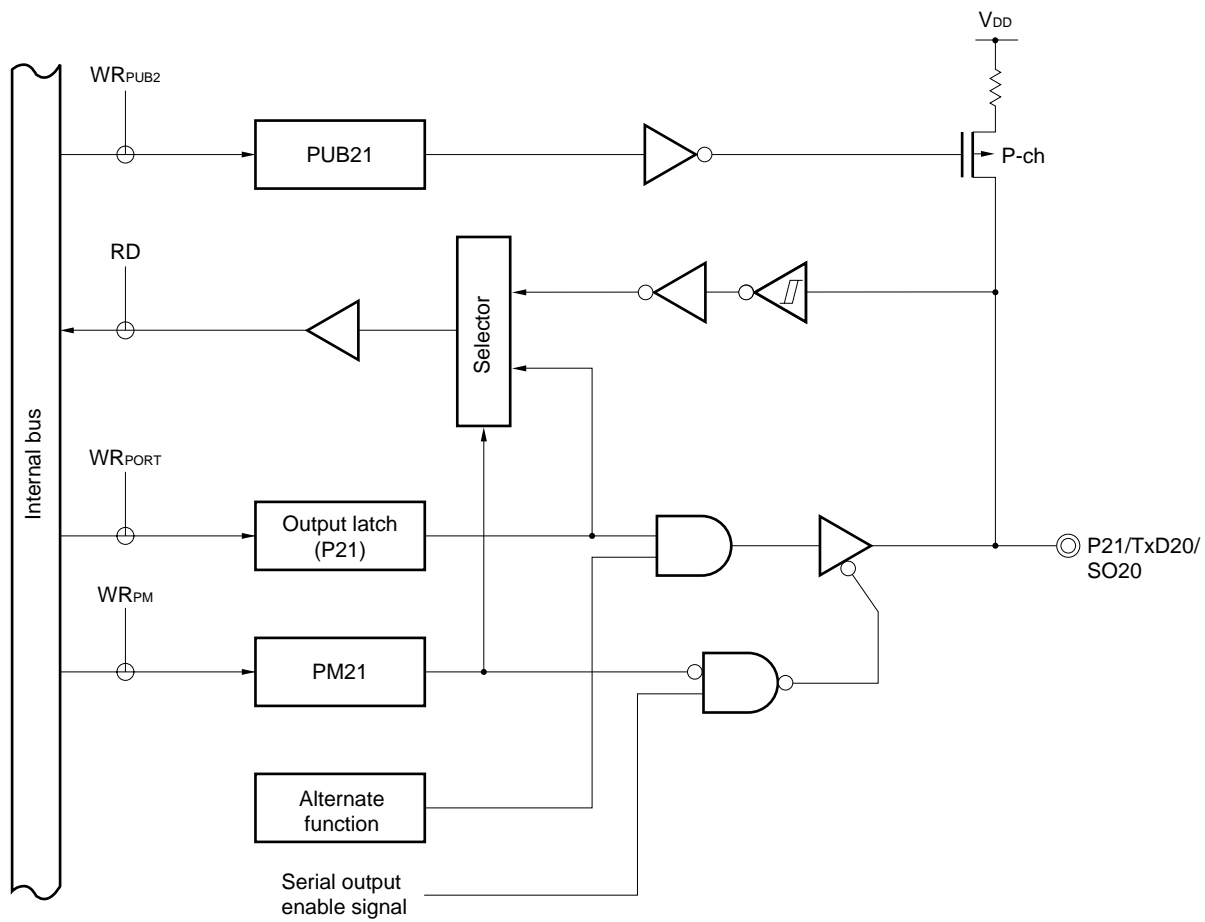 VDD
WRPUB2
PUB21
P-ch
RD
Selector
Internal bus
WRPORT
Output latch
(P21)
P21/TxD20/
SO20
WRPM
PM21
Alternate
function
Serial output
enable signal